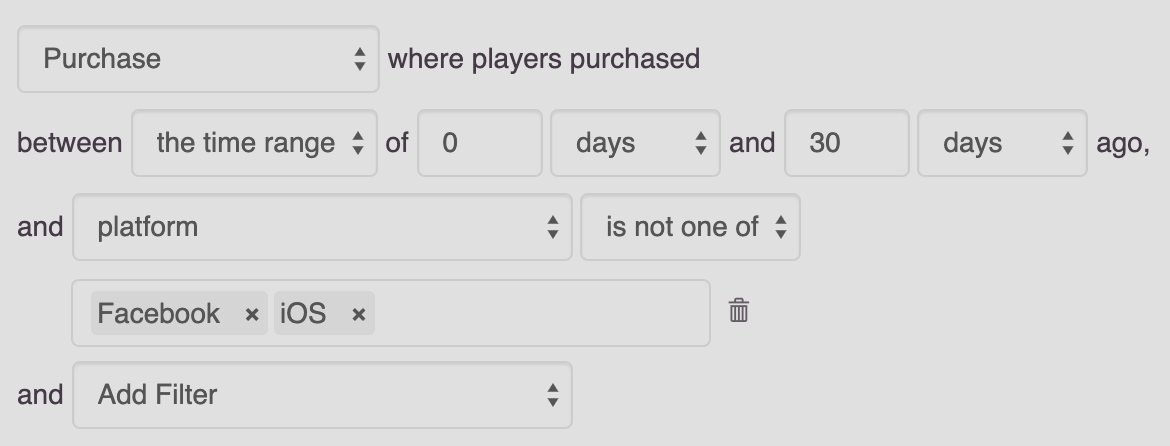 Purchase where players purchased
between the time range of 0 days and 30 days ago,
and platform is not one of
Facebook × iOS ×
and Add Filter